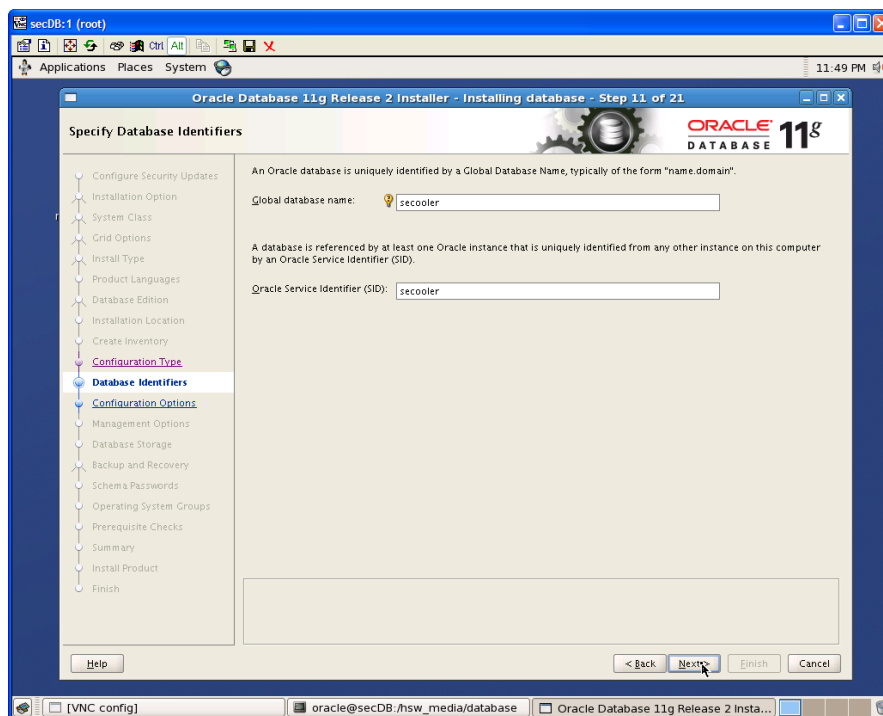 secDB:1 (root)
Ctrl Alt
Applications Places System
11:49 PM
Oracle Database 11g Release 2 Installer - Installing database - Step 11 of 21
Specify Database Identifiers
ORACLE
DATABASE 11g
Configure Security Updates
Installation Option
System Class
Grid Options
Install Type
Product Languages
Database Edition
Installation Location
Create Inventory
Configuration Type
Database Identifiers
Configuration Options
Management Options
Database Storage
Backup and Recovery
Schema Passwords
Operating System Groups
Prerequisite Checks
Summary
Install Product
Finish
An Oracle database is uniquely identified by a Global Database Name, typically of the form "name.domain".
Global database name: secooler
A database is referenced by at least one Oracle instance that is uniquely identified from any other instance on this computer
by an Oracle Service Identifier (SID).
Oracle Service Identifier (SID): secooler
Help
< Back Next > Finish Cancel
[VNC config] oracle@secDB:/hsw_media/database Oracle Database 11g Release 2 Insta...